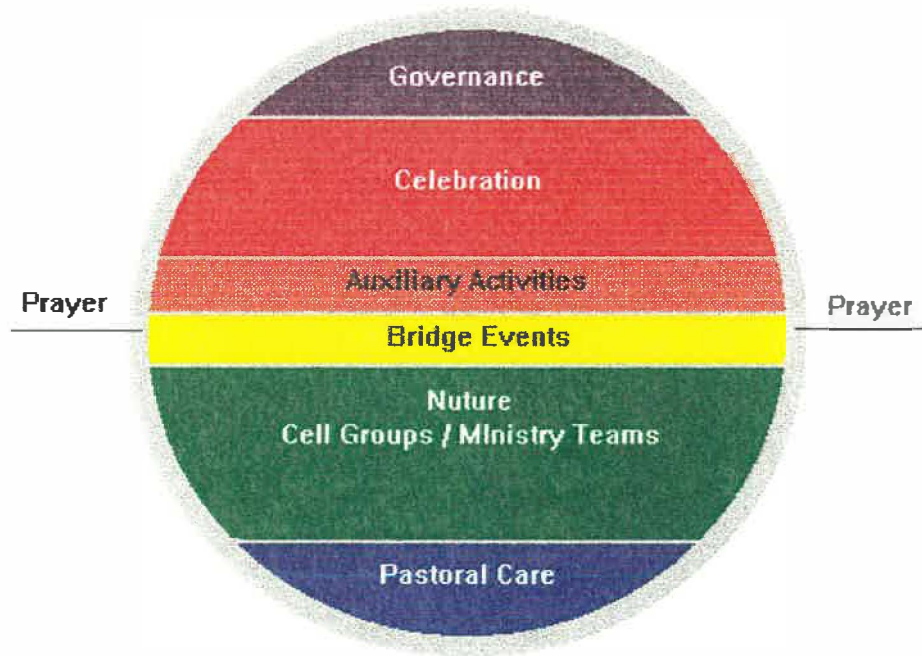 Governance
Celebration
Auxiliary Activities
Prayer
Prayer
Bridge Events
Nuture
Cell Groups / MInistry Teams
Pastoral Care